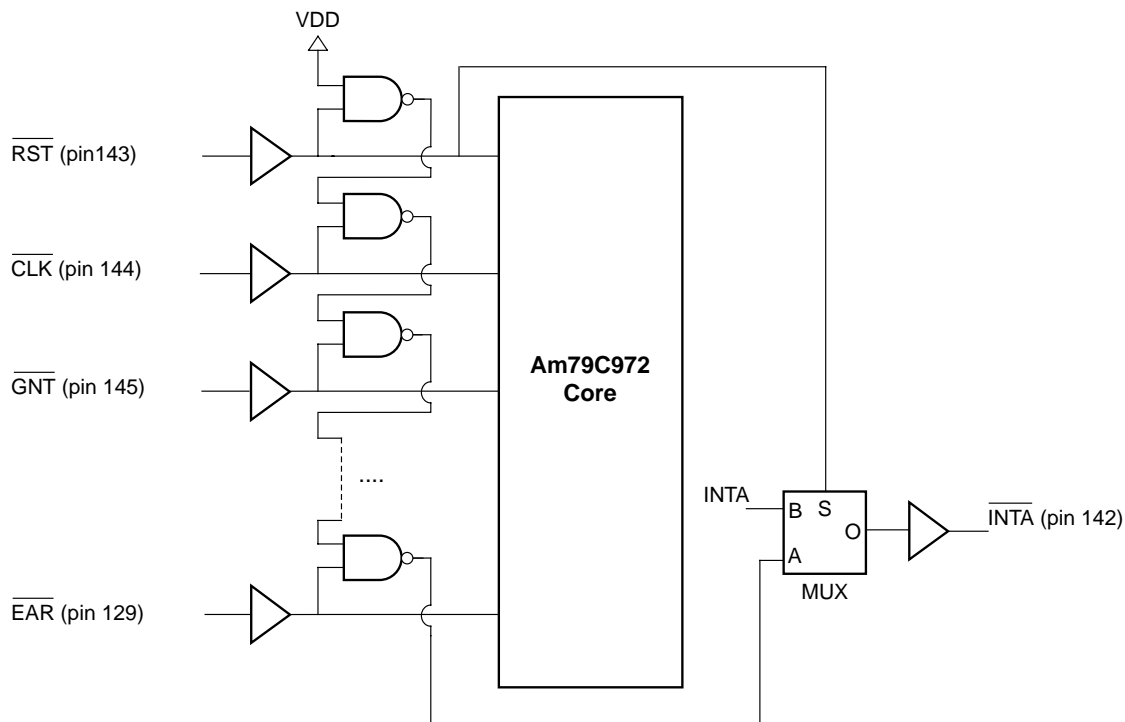 VDD
RST (pin143)
CLK (pin 144)
GNT (pin 145)
....
EAR (pin 129)
Am79C972
Core
INTA
B
S
O
A
MUX
INTA (pin 142)